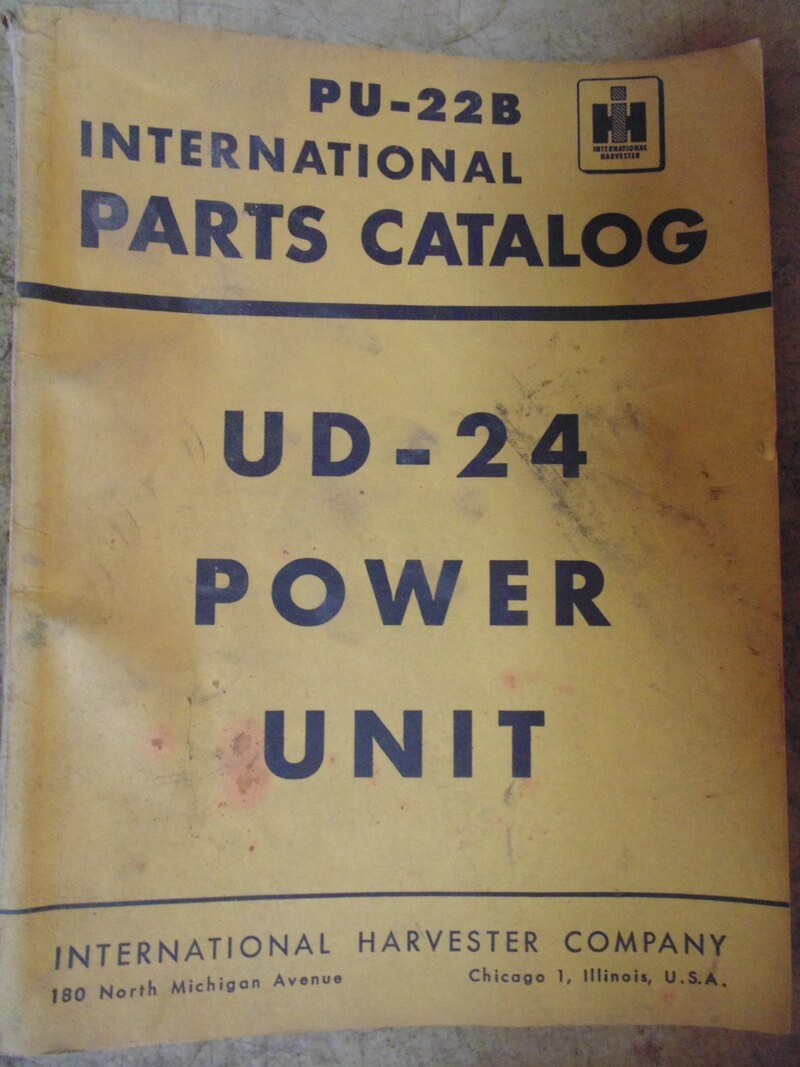 PU-22B
INTERNATIONAL
PARTS CATALOG
IH
INTERNATIONAL
HARVESTER
UD-24
POWER
UNIT
INTERNATIONAL HARVESTER COMPANY
180 North Michigan Avenue Chicago 1, Illinois, U.S.A.